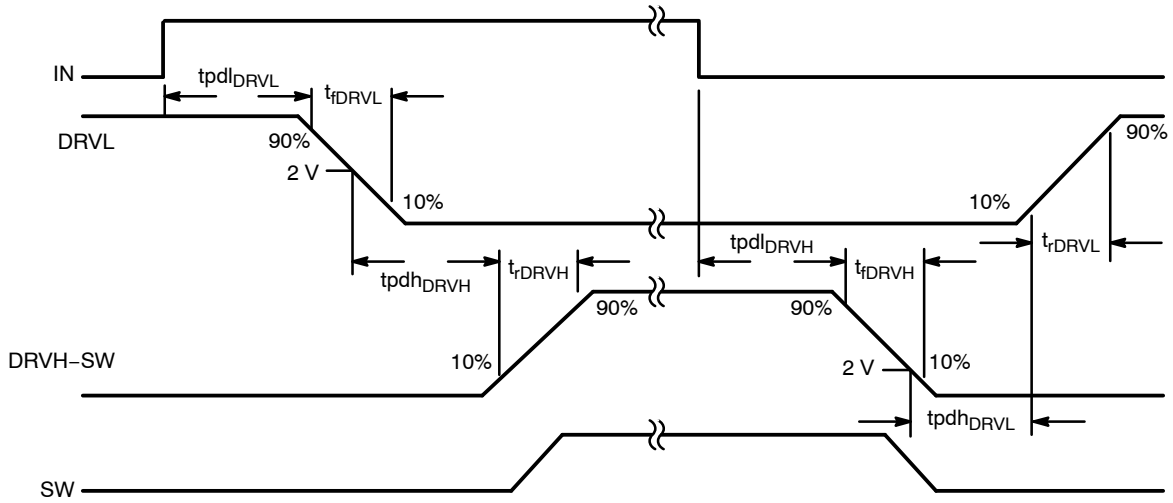 IN
tpdlDRVL
tfDRVL
DRVL
90%
90%
2 V
10%
10%
tpdhDRVH
trDRVH
tpdlDRVH
tfDRVH
trDRVL
90%
90%
DRVH−SW
10%
2 V
10%
tpdhDRVL
SW